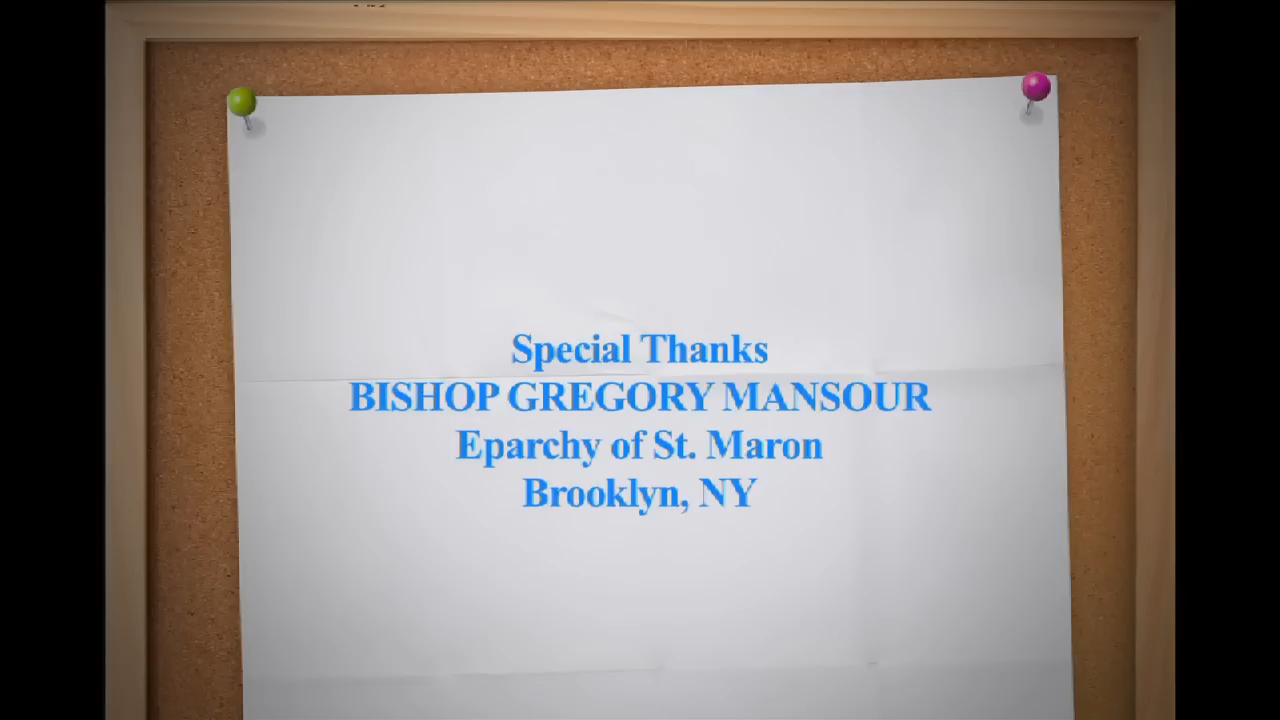 Special Thanks
BISHOP GREGORY MANSOUR
Eparchy of St. Maron
Brooklyn, NY